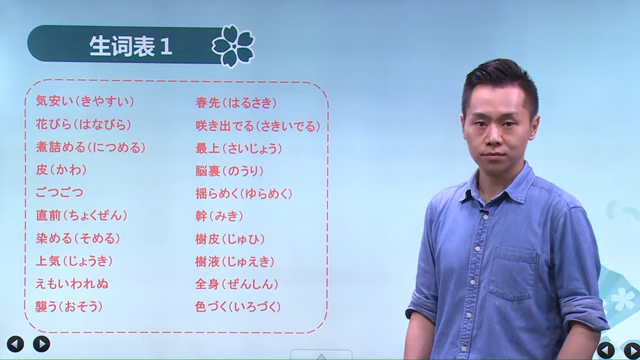 生词表1
気安い(きやすい)
花びら(はなびら)
煮詰める(につめる)
皮(かわ)
ごつごつ
直前(ちょくぜん)
染める(そめる)
上気(じょうき)
えもいわれぬ
襲う(おそう)
春先(はるさき)
咲き出でる(さきいでる)
最上(さいじょう)
脳裏(のうり)
揺らめく(ゆらめく)
幹(みき)
樹皮(じゅひ)
樹液(じゅえき)
全身(ぜんしん)
色づく(いろづく)